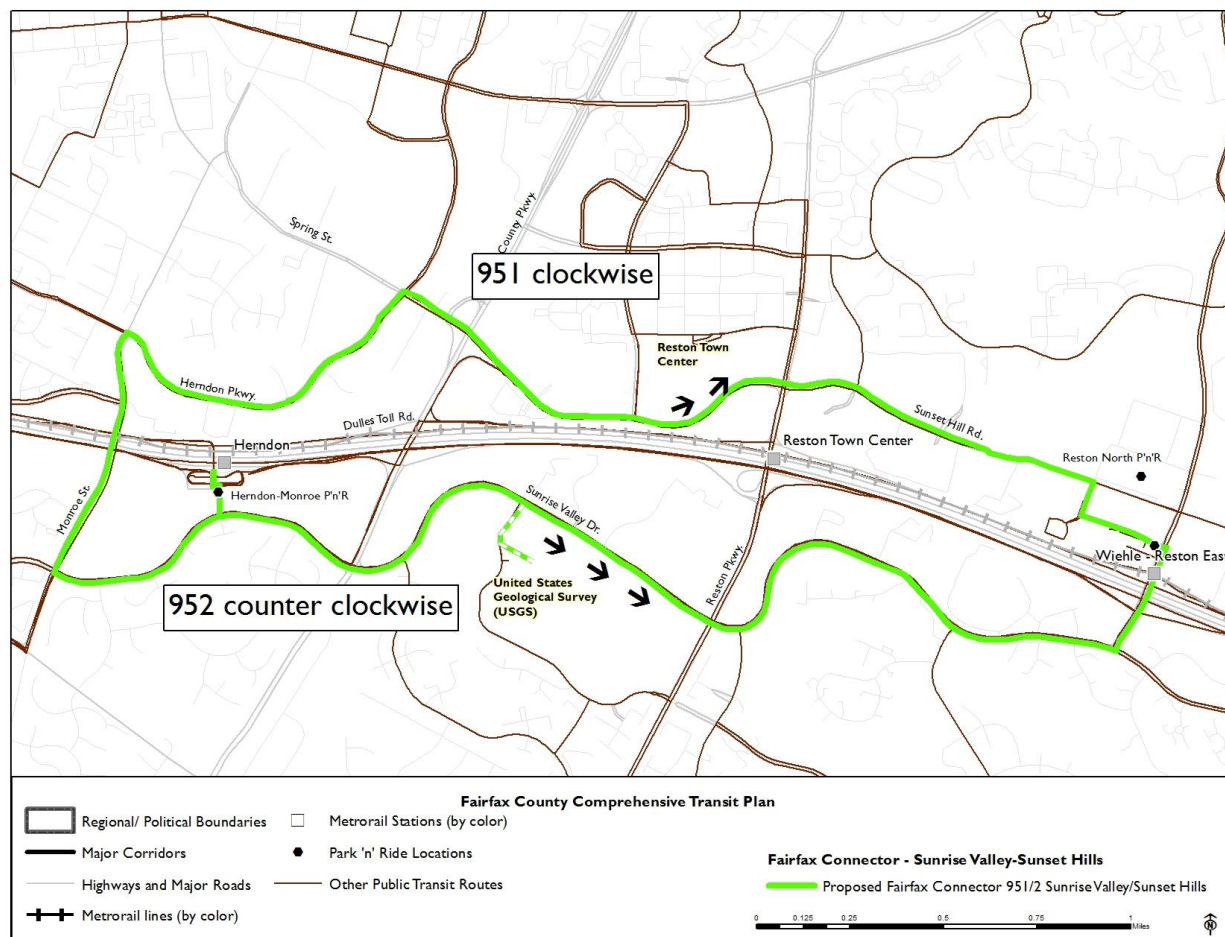 Spring St.
County Pkwy.
951 clockwise
Reston Town
Center
Herndon Pkwy.
Dulles Toll Rd.
Herndon
Sunset Hill Rd.
Reston Town Center
Reston North P'n'R
Monroe St.
Herndon-Monroe P'n'R
Sunrise Valley Dr.
Wiehle - Reston East
952 counter clockwise
United States
Geological Survey
(USGS)
Reston Pkwy.
Fairfax County Comprehensive Transit Plan
Regional/ Political Boundaries
Metrorail Stations (by color)
Major Corridors
Park 'n' Ride Locations
Highways and Major Roads
Other Public Transit Routes
Metrorail lines (by color)
Fairfax Connector - Sunrise Valley-Sunset Hills
Proposed Fairfax Connector 951/2 Sunrise Valley/Sunset Hills
0 0.125 0.25 0.5 0.75 1
Miles
N